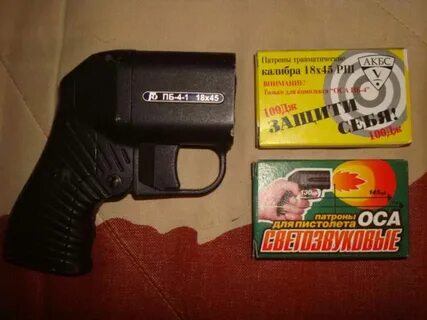 ПБ-4-1 18x45
Патроны травматические
калибра 18х45 РШ
ВНИМАНИЕ!
Только для комплекса "ОСА ПБ-4"
АКБС
У
100Дж
ЗАЩИТИ
СЕБЯ!
100Дж
патроны
для пистолета
ОСА
СВЕТОЗВУКОВЫЕ